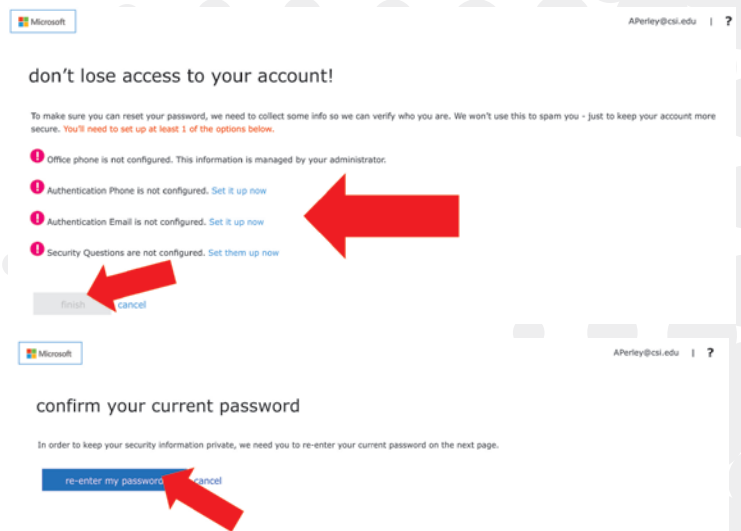 Microsoft
APerley@csi.edu | ?
don't lose access to your account!
To make sure you can reset your password, we need to collect some info so we can verify who you are. We won't use this to spam you - just to keep your account more
secure. You'll need to set up at least 1 of the options below.
! Office phone is not configured. This information is managed by your administrator.
! Authentication Phone is not configured. Set it up now
! Authentication Email is not configured. Set it up now
! Security Questions are not configured. Set them up now
finish cancel
Microsoft
APerley@csi.edu | ?
confirm your current password
In order to keep your security information private, we need you to re-enter your current password on the next page.
re-enter my password cancel